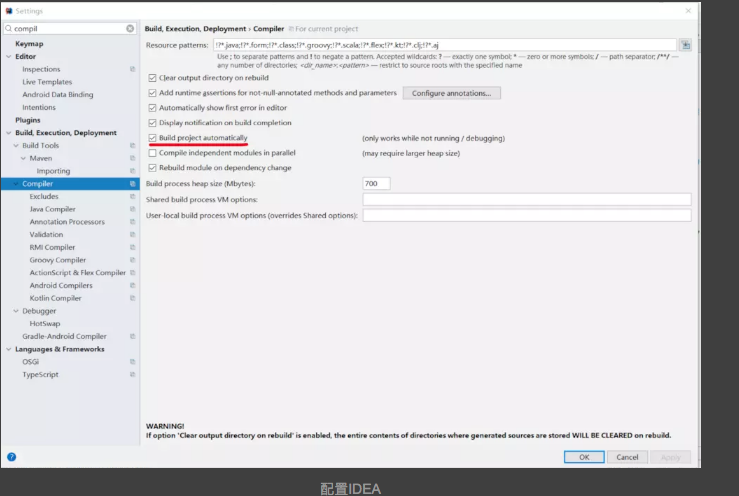 Settings
compil
Keymap
Editor
Inspections
Live Templates
Android Data Binding
Intentions
Plugins
Build, Execution, Deployment
Build Tools
Maven
Importing
Compiler
Excludes
Java Compiler
Annotation Processors
Validation
RMI Compiler
Groovy Compiler
ActionScript & Flex Compiler
Android Compilers
Kotlin Compiler
Debugger
HotSwap
Gradle-Android Compiler
Languages & Frameworks
OSGi
TypeScript
Build, Execution, Deployment › Compiler For current project
Resource patterns: !?*.java;!?*.form;!?*.class;!?*.groovy;!?*.scala;!?*.flex;!?*.kt;!?*.clj;!?*.aj
Use ; to separate patterns and ! to negate a pattern. Accepted wildcards: ? — exactly one symbol; * — zero or more symbols; / — path separator; /**/ —
any number of directories; <dir_name>:<pattern> — restrict to source roots with the specified name
Clear output directory on rebuild
Add runtime assertions for not-null-annotated methods and parameters Configure annotations...
Automatically show first error in editor
Display notification on build completion
Build project automatically (only works while not running / debugging)
Compile independent modules in parallel (may require larger heap size)
Rebuild module on dependency change
Build process heap size (Mbytes): 700
Shared build process VM options:
User-local build process VM options (overrides Shared options):
WARNING!
If option 'Clear output directory on rebuild' is enabled, the entire contents of directories where generated sources are stored WILL BE CLEARED on rebuild.
? OK Cancel Apply
配置IDEA